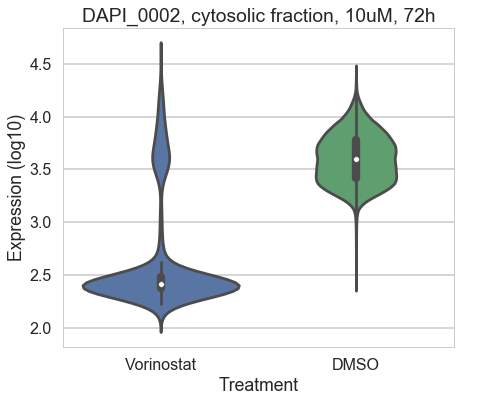 DAPI_0002, cytosolic fraction, 10uM, 72h
Expression (log10)
4.5
4.0
3.5
3.0
2.5
2.0
Vorinostat DMSO
Treatment